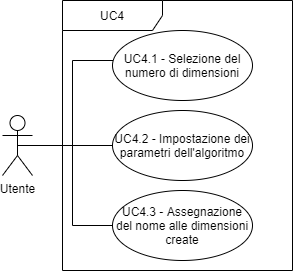 UC4
UC4.1 - Selezione del
numero di dimensioni
UC4.2 - Impostazione dei
parametri dell'algoritmo
Utente
UC4.3 - Assegnazione
del nome alle dimensioni
create